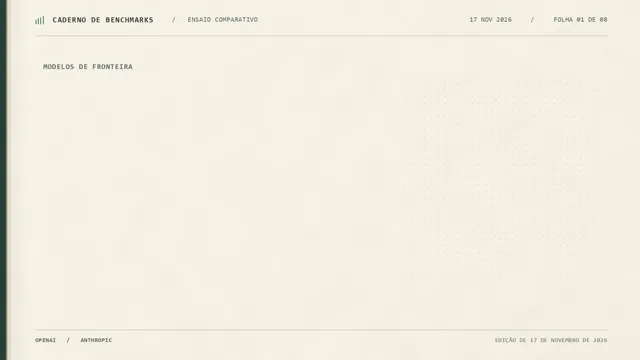 CADERNO DE BENCHMARKS / ENSAIO COMPARATIVO 17 NOV 2026 / FOLHA 01 DE 08
MODELOS DE FRONTEIRA
OPENAI / ANTHROPIC EDIÇÃO DE 17 DE NOVEMBRO DE 2026